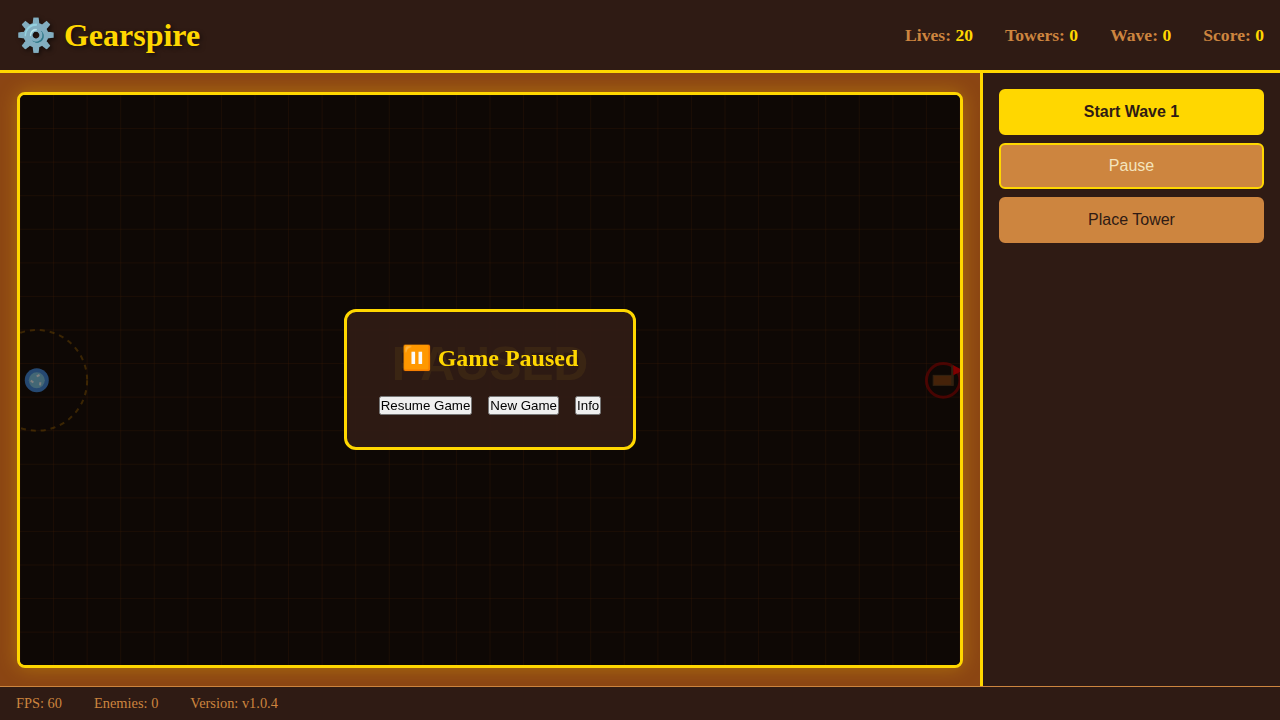 ⚙️ Gearspire
Lives: 20
Towers: 0
Wave: 0
Score: 0
Start Wave 1
Pause
Place Tower
PAUSED
⏸️ Game Paused
Resume Game
New Game
Info
FPS: 60
Enemies: 0
Version: v1.0.4